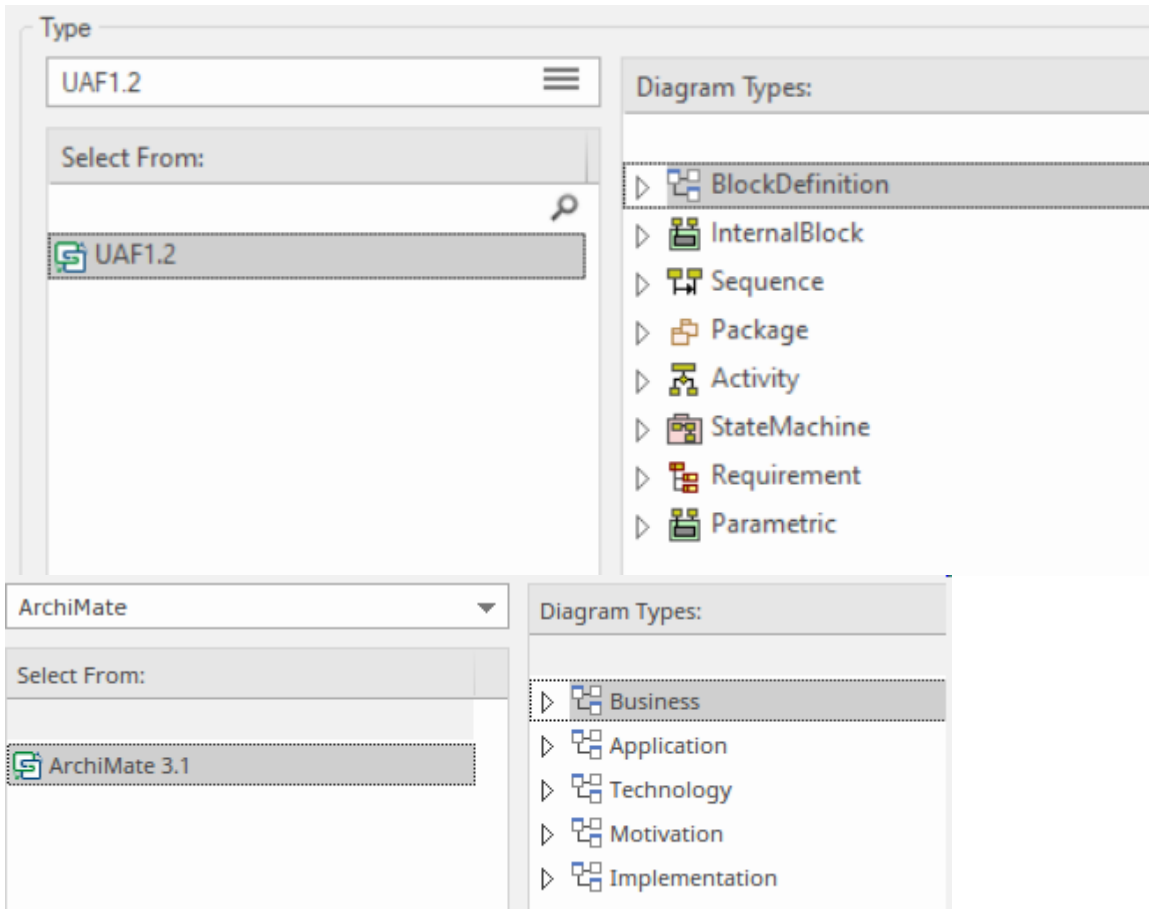 Type
UAF1.2
Select From:
UAF1.2
Diagram Types:
BlockDefinition
InternalBlock
Sequence
Package
Activity
StateMachine
Requirement
Parametric
ArchiMate
Select From:
ArchiMate 3.1
Diagram Types:
Business
Application
Technology
Motivation
Implementation